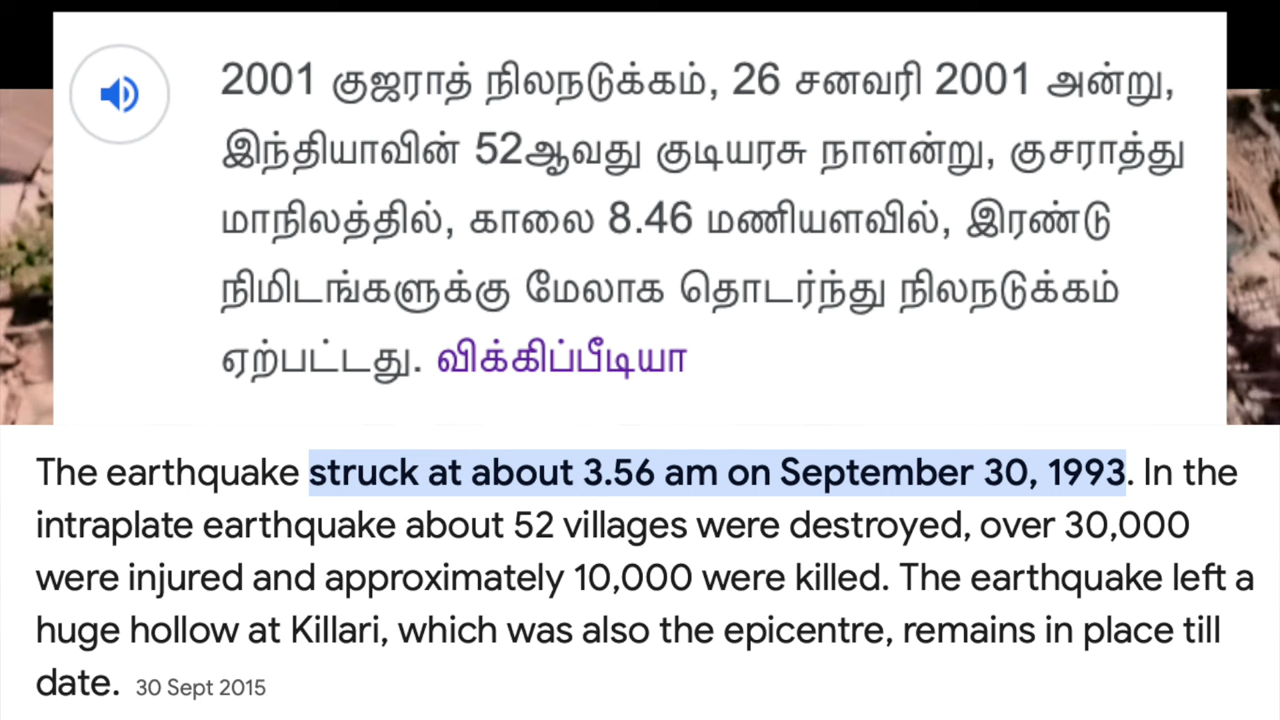 2001 குஜராத் நிலநடுக்கம், 26 சனவரி 2001 அன்று,
இந்தியாவின் 52ஆவது குடியரசு நாளன்று, குசராத்து
மாநிலத்தில், காலை 8.46 மணியளவில், இரண்டு
நிமிடங்களுக்கு மேலாக தொடர்ந்து நிலநடுக்கம்
ஏற்பட்டது. விக்கிப்பீடியா
The earthquake struck at about 3.56 am on September 30, 1993. In the
intraplate earthquake about 52 villages were destroyed, over 30,000
were injured and approximately 10,000 were killed. The earthquake left a
huge hollow at Killari, which was also the epicentre, remains in place till
date. 30 Sept 2015